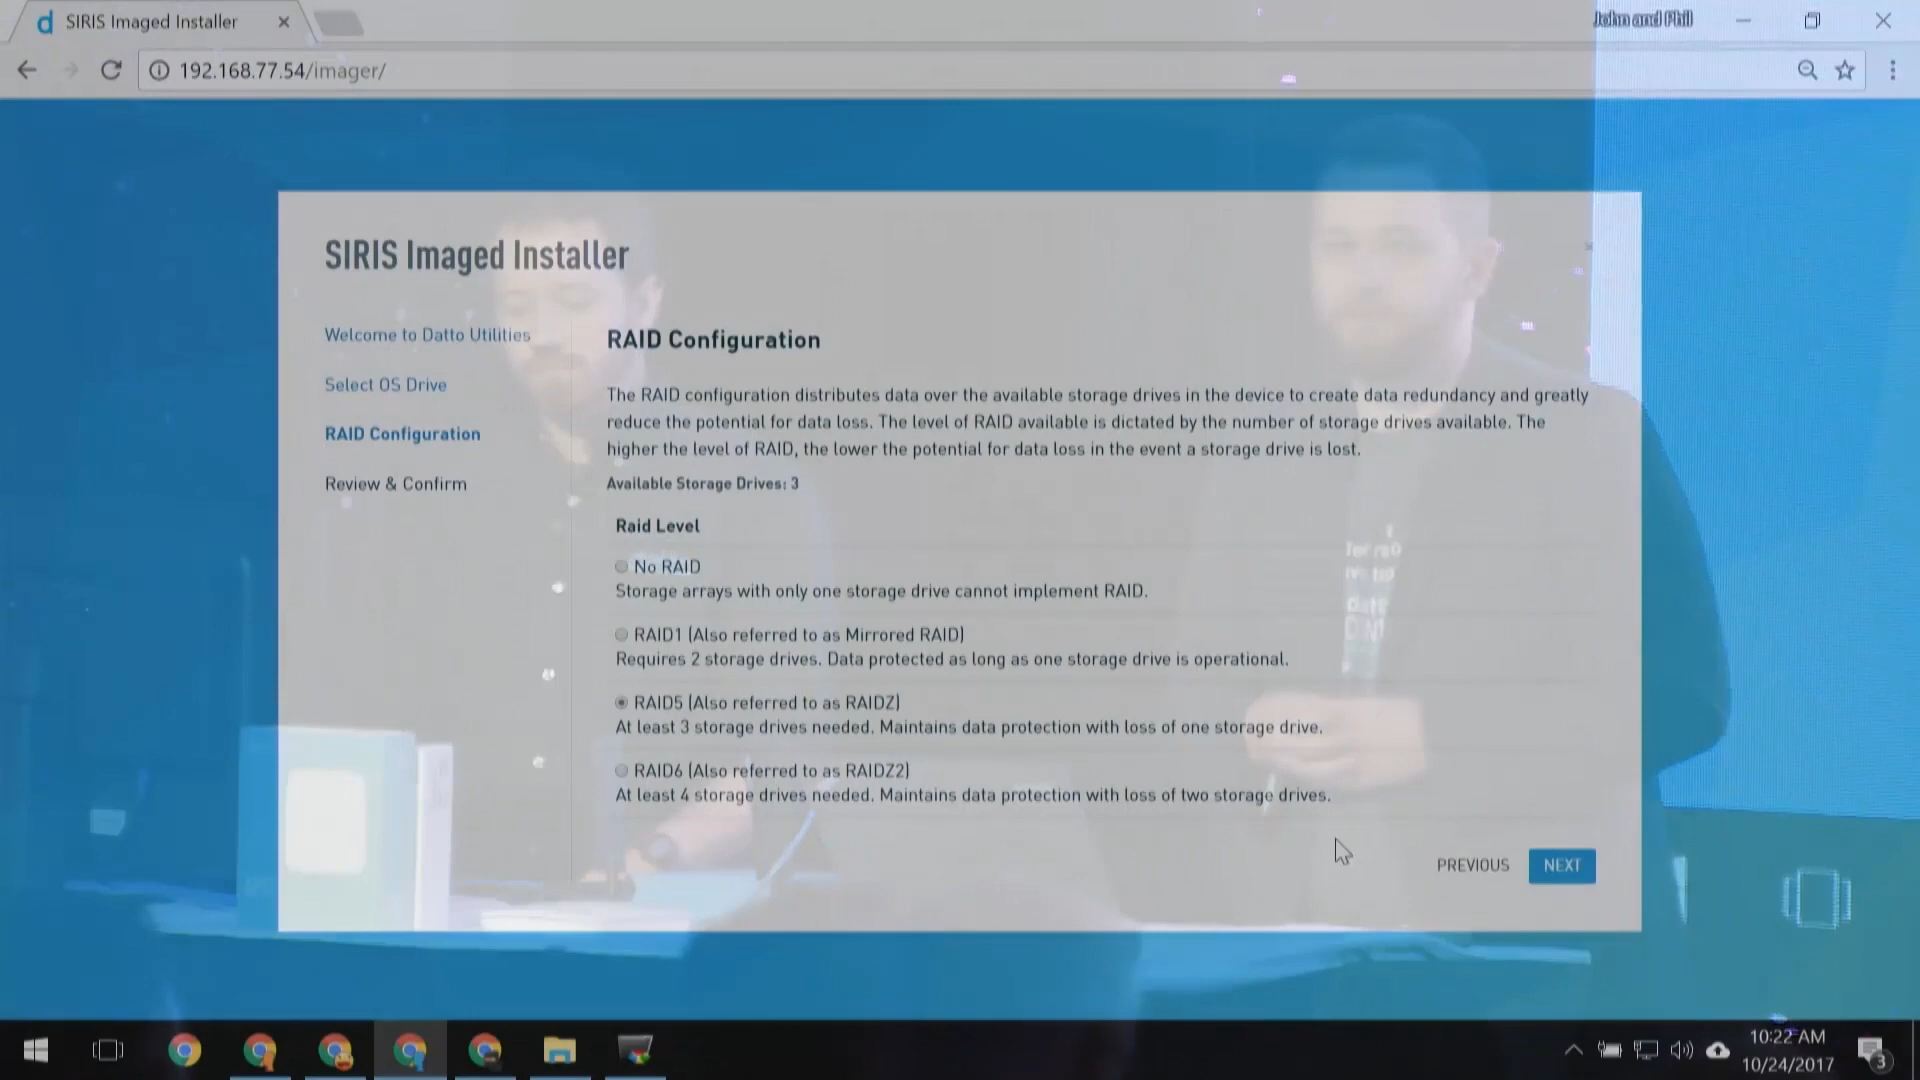 SIRIS Imaged Installer
John and Phil
192.168.77.54/imager/
SIRIS Imaged Installer
Welcome to Datto Utilities
Select OS Drive
RAID Configuration
Review & Confirm
RAID Configuration
The RAID configuration distributes data over the available storage drives in the device to create data redundancy and greatly
reduce the potential for data loss. The level of RAID available is dictated by the number of storage drives available. The
higher the level of RAID, the lower the potential for data loss in the event a storage drive is lost.
Available Storage Drives: 3
Raid Level
No RAID
Storage arrays with only one storage drive cannot implement RAID.
RAID1 (Also referred to as Mirrored RAID)
Requires 2 storage drives. Data protected as long as one storage drive is operational.
RAID5 (Also referred to as RAIDZ)
At least 3 storage drives needed. Maintains data protection with loss of one storage drive.
RAID6 (Also referred to as RAIDZ2)
At least 4 storage drives needed. Maintains data protection with loss of two storage drives.
PREVIOUS
NEXT
10:22 AM
10/24/2017
3